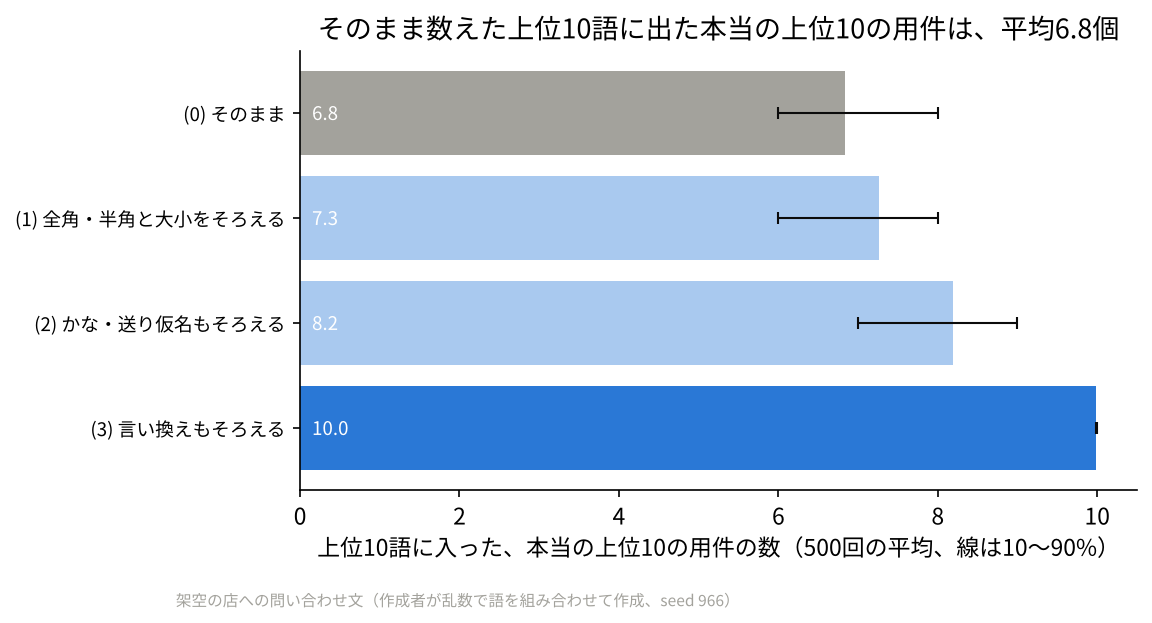 そのまま数えた上位10語に出た本当の上位10の用件は、平均6.8個
(0) そのまま
6.8
(1) 全角・半角と大小をそろえる
7.3
(2) かな・送り仮名もそろえる
8.2
(3) 言い換えもそろえる
10.0
0 2 4 6 8 10
上位10語に入った、本当の上位10の用件の数（500回の平均、線は10〜90%）
架空の店への問い合わせ文（作成者が乱数で語を組み合わせて作成、seed 966）